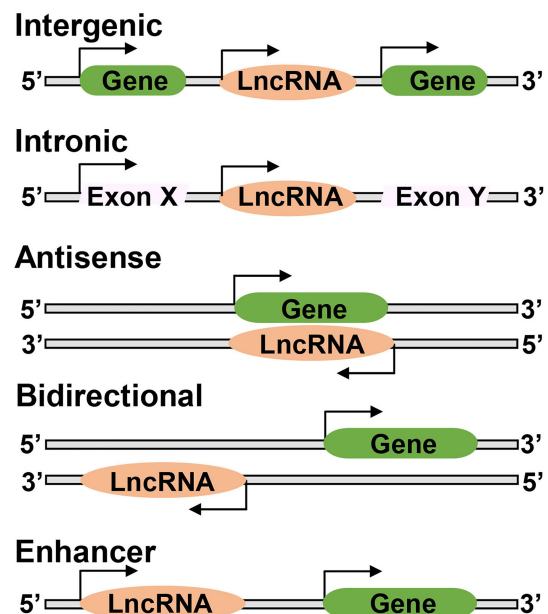 Intergenic
5’ Gene LncRNA Gene 3’
Intronic
5’ Exon X LncRNA Exon Y 3’
Antisense
5’ Gene 3’
3’ LncRNA 5’
Bidirectional
5’ Gene 3’
3’ LncRNA 5’
Enhancer
5’ LncRNA Gene 3’